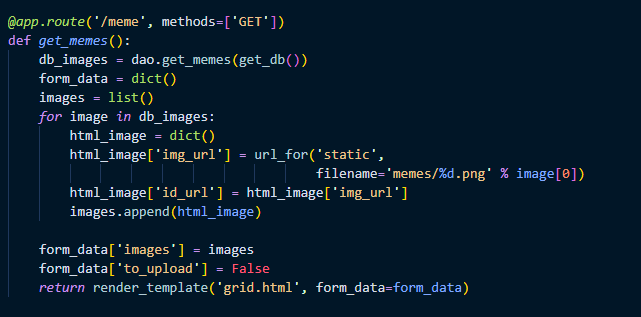 @app.route('/meme', methods=['GET'])
def get_memes():
    db_images = dao.get_memes(get_db())
    form_data = dict()
    images = list()
    for image in db_images:
        html_image = dict()
        html_image['img_url'] = url_for('static',
                                        filename='memes/%d.png' % image[0])
        html_image['id_url'] = html_image['img_url']
        images.append(html_image)

    form_data['images'] = images
    form_data['to_upload'] = False
    return render_template('grid.html', form_data=form_data)